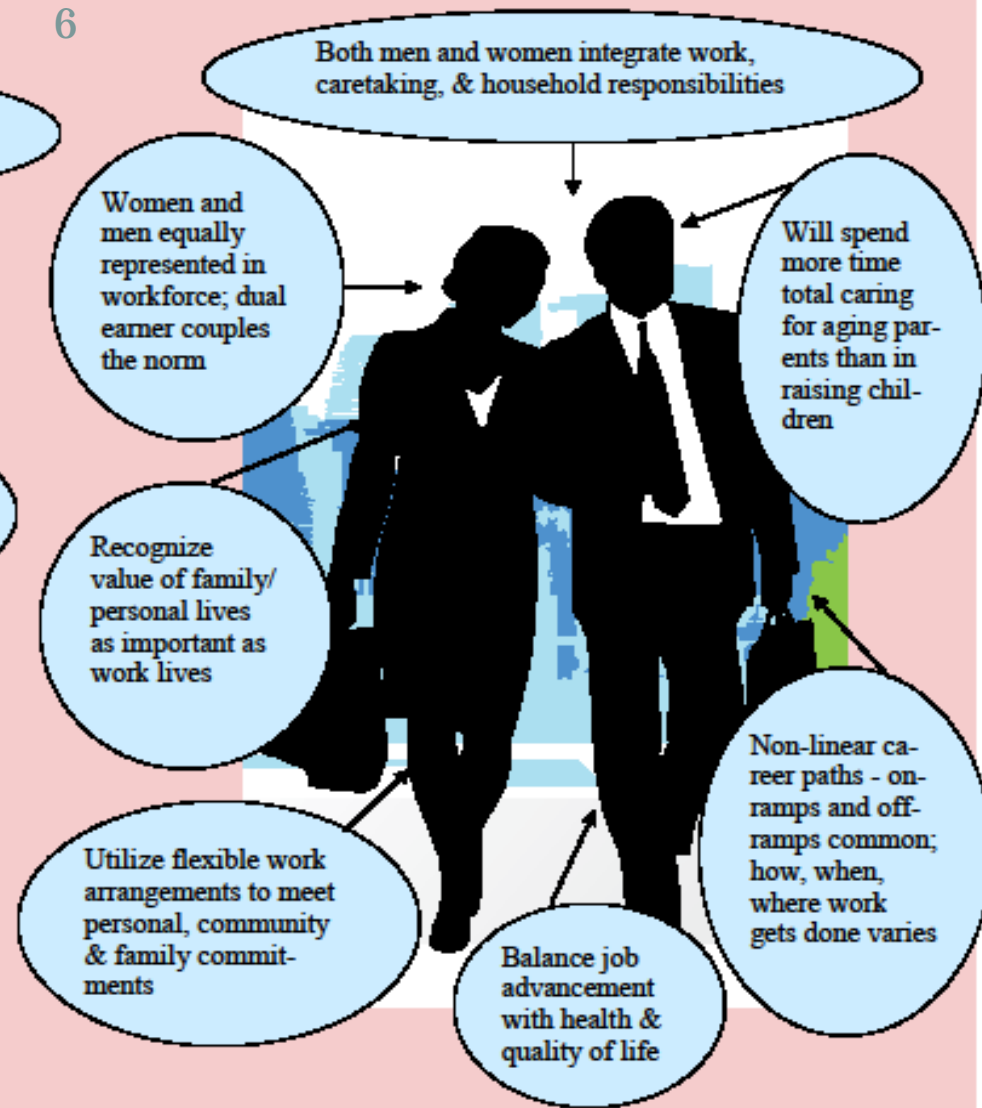 6
Both men and women integrate work,
caretaking, & household responsibilities
Women and
men equally
represented in
workforce; dual
earner couples
the norm
Will spend
more time
total caring
for aging par-
ents than in
raising chil-
dren
Recognize
value of family/
personal lives
as important as
work lives
Non-linear ca-
reer paths - on-
ramps and off-
ramps common;
how, when,
where work
gets done varies
Utilize flexible work
arrangements to meet
personal, community
& family commit-
ments
Balance job
advancement
with health &
quality of life